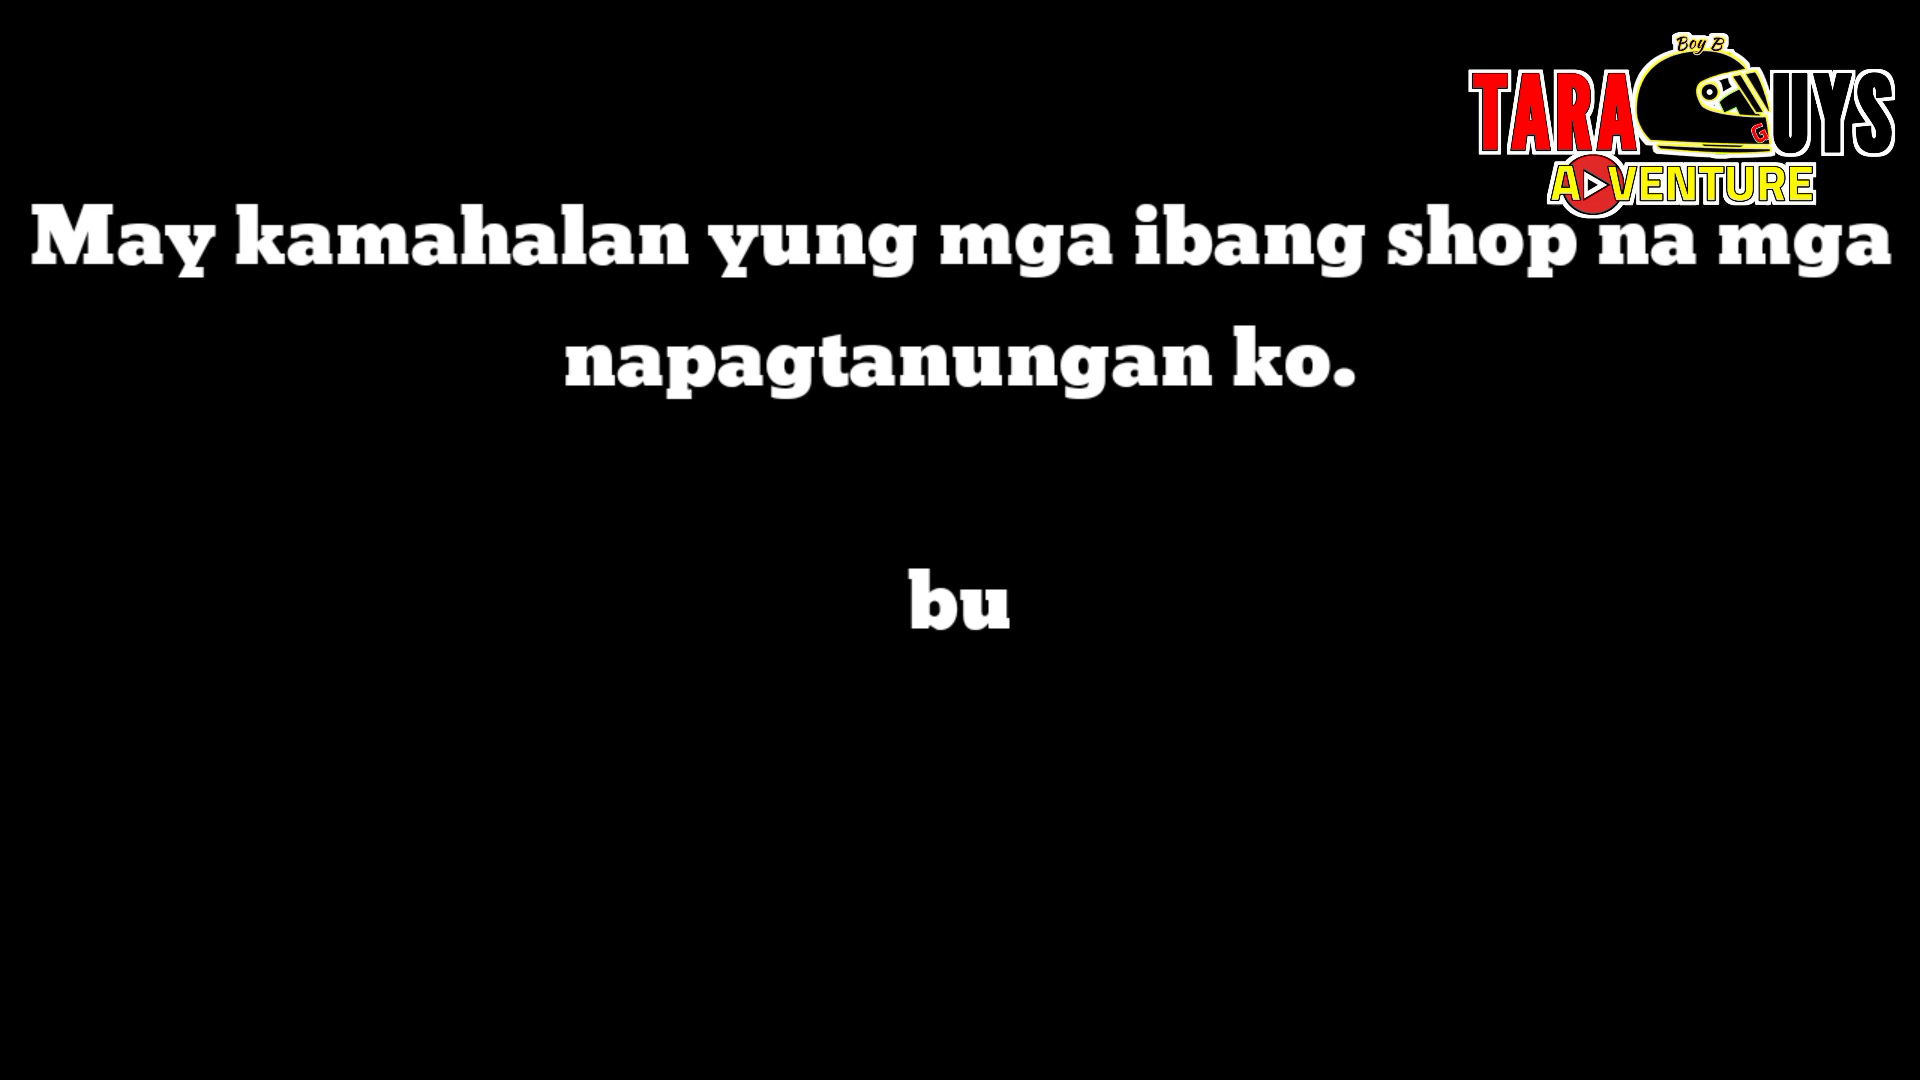 Boy B
TARA GUYS
ADVENTURE
May kamahalan yung mga ibang shop na mga
napagtanungan ko.
bu